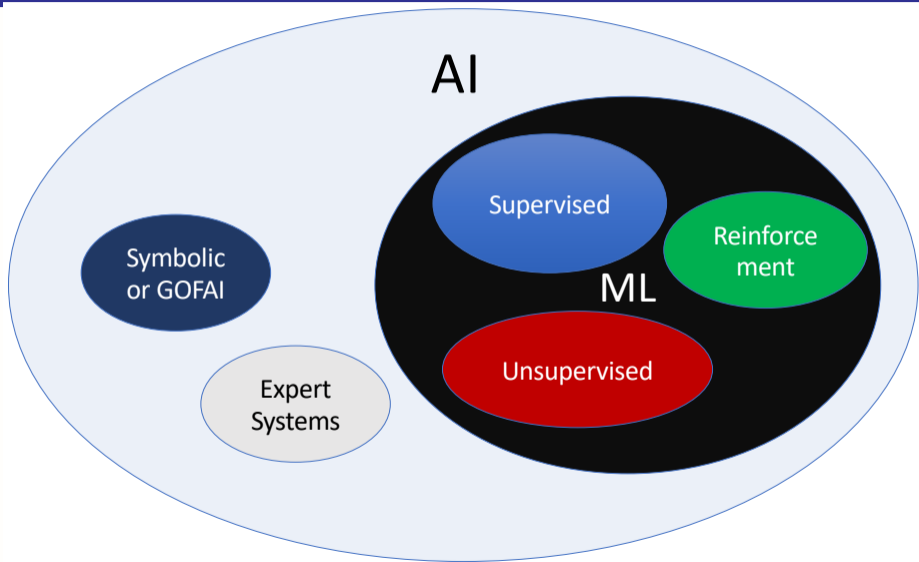 AI
Supervised
Reinforce
ment
ML
Symbolic
or GOFAI
Unsupervised
Expert
Systems